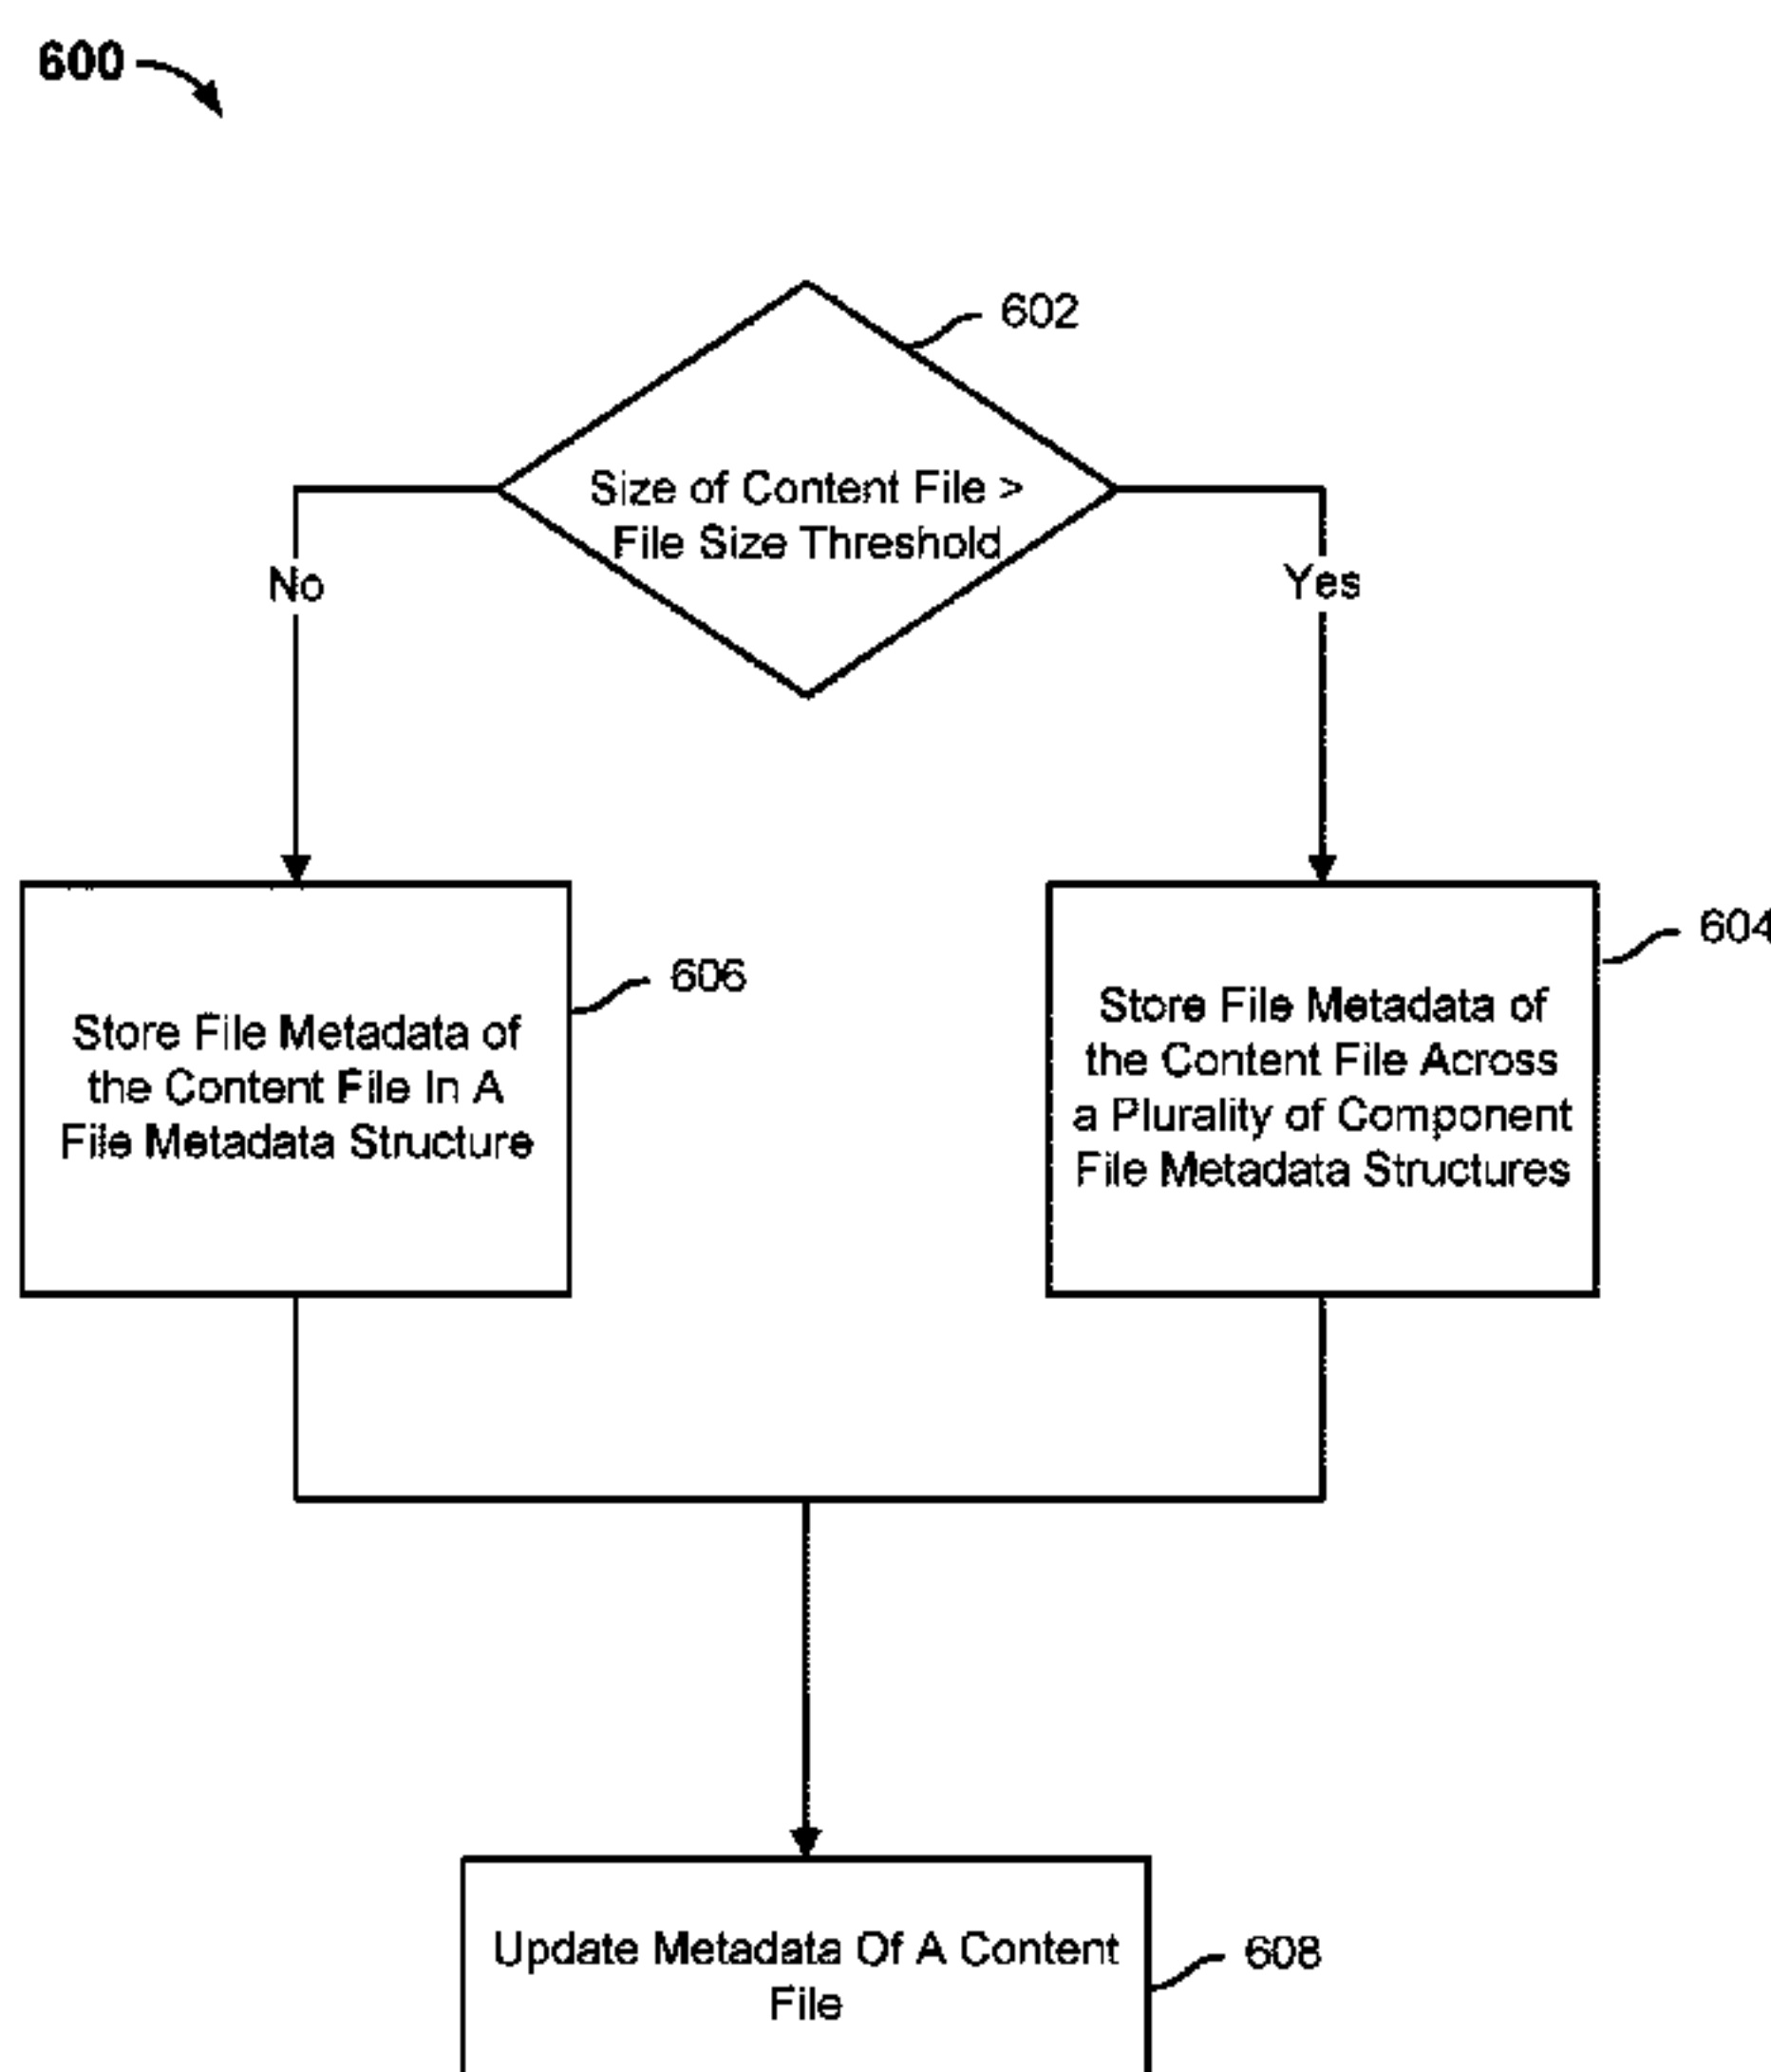 600
602
Size of Content File >
File Size Threshold
No
Yes
604
606
Store File Metadata of
the Content File In A
File Metadata Structure
Store File Metadata of
the Content File Across
a Plurality of Component
File Metadata Structures
Update Metadata Of A Content
File
608